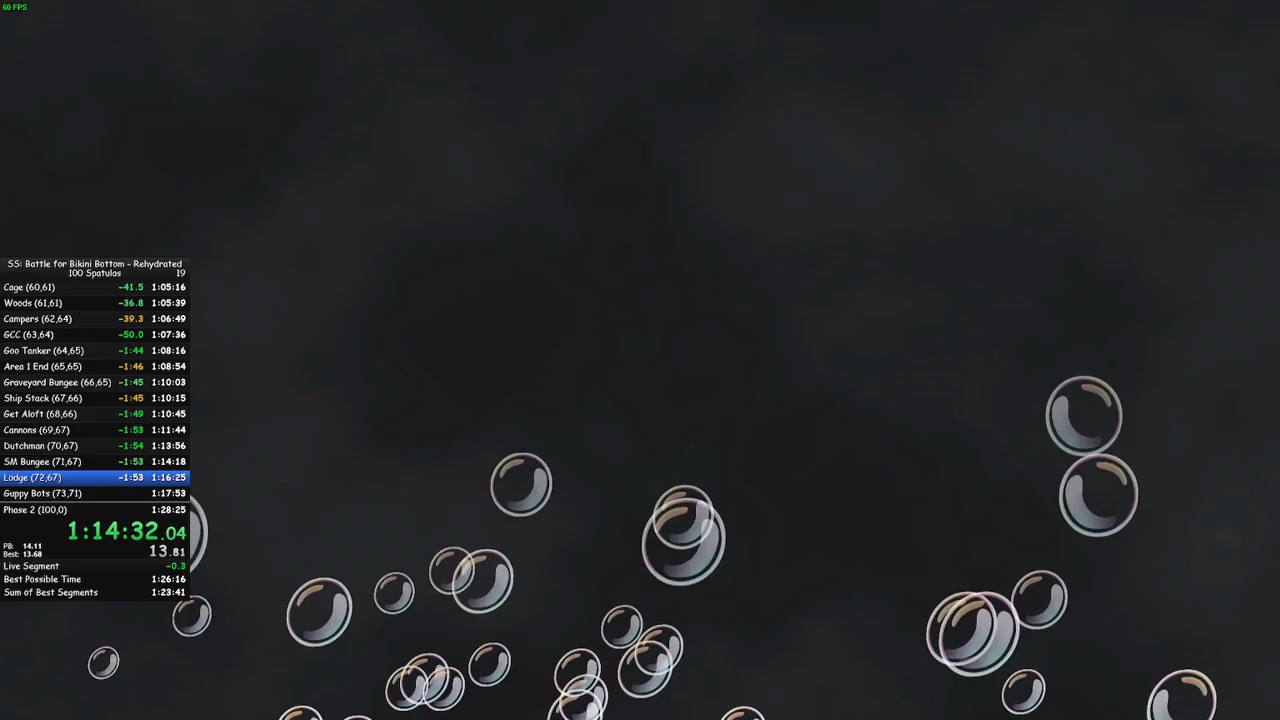 60 FPS
SS: Battle for Bikini Bottom - Rehydrated
100 Spatulas 19
Cage (60,61) -41.5 1:05:16
Woods (61,61) -36.8 1:05:39
Campers (62,64) -39.3 1:06:49
GCC (63,64) -50.0 1:07:36
Goo Tanker (64,65) -1:44 1:08:16
Area 1 End (65,65) -1:46 1:08:54
Graveyard Bungee (66,65) -1:45 1:10:03
Ship Stack (67,66) -1:45 1:10:15
Get Aloft (68,66) -1:49 1:10:45
Cannons (69,67) -1:53 1:11:44
Dutchman (70,67) -1:54 1:13:56
SM Bungee (71,67) -1:53 1:14:18
Lodge (72,67) -1:53 1:16:25
Guppy Bots (73,71) 1:17:53
Phase 2 (100,0) 1:28:25
1:14:32.04
PB: 14.11
Best: 13.68 13.81
Live Segment -0.3
Best Possible Time 1:26:16
Sum of Best Segments 1:23:41